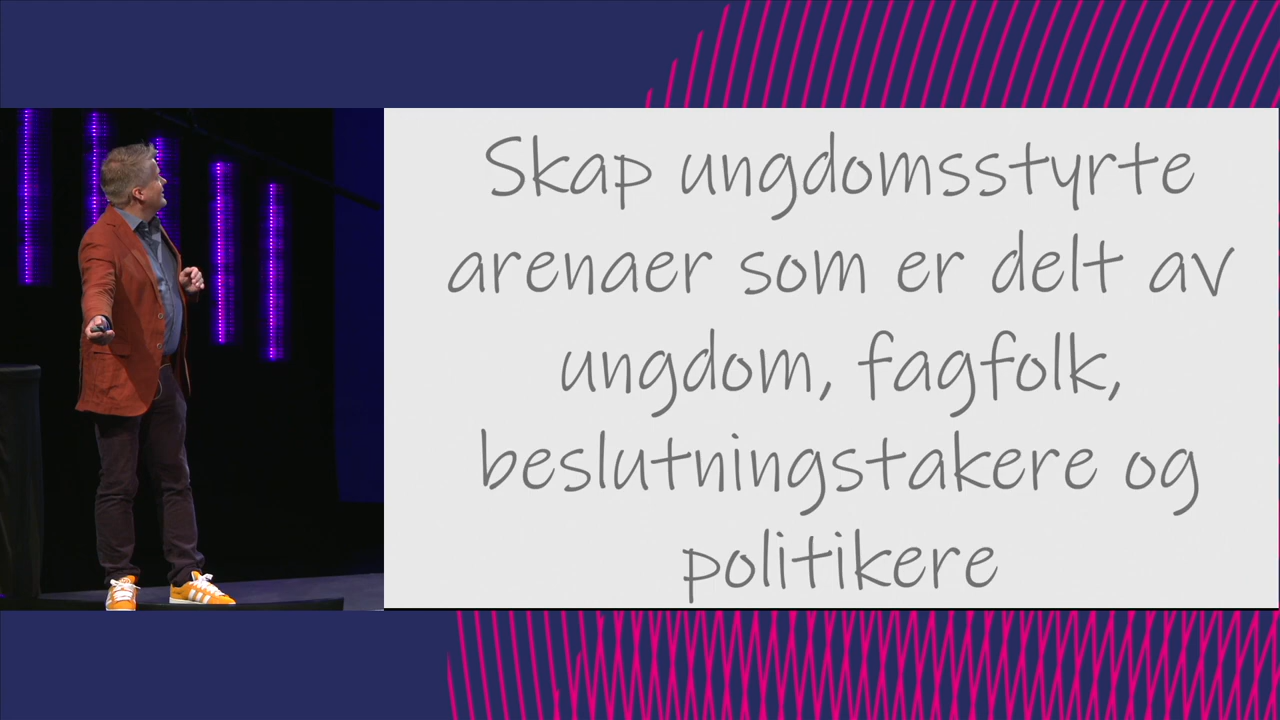 Skap ungdomsstyrte
arenaer som er delt av
ungdom, fagfolk,
beslutningstakere og
politikere